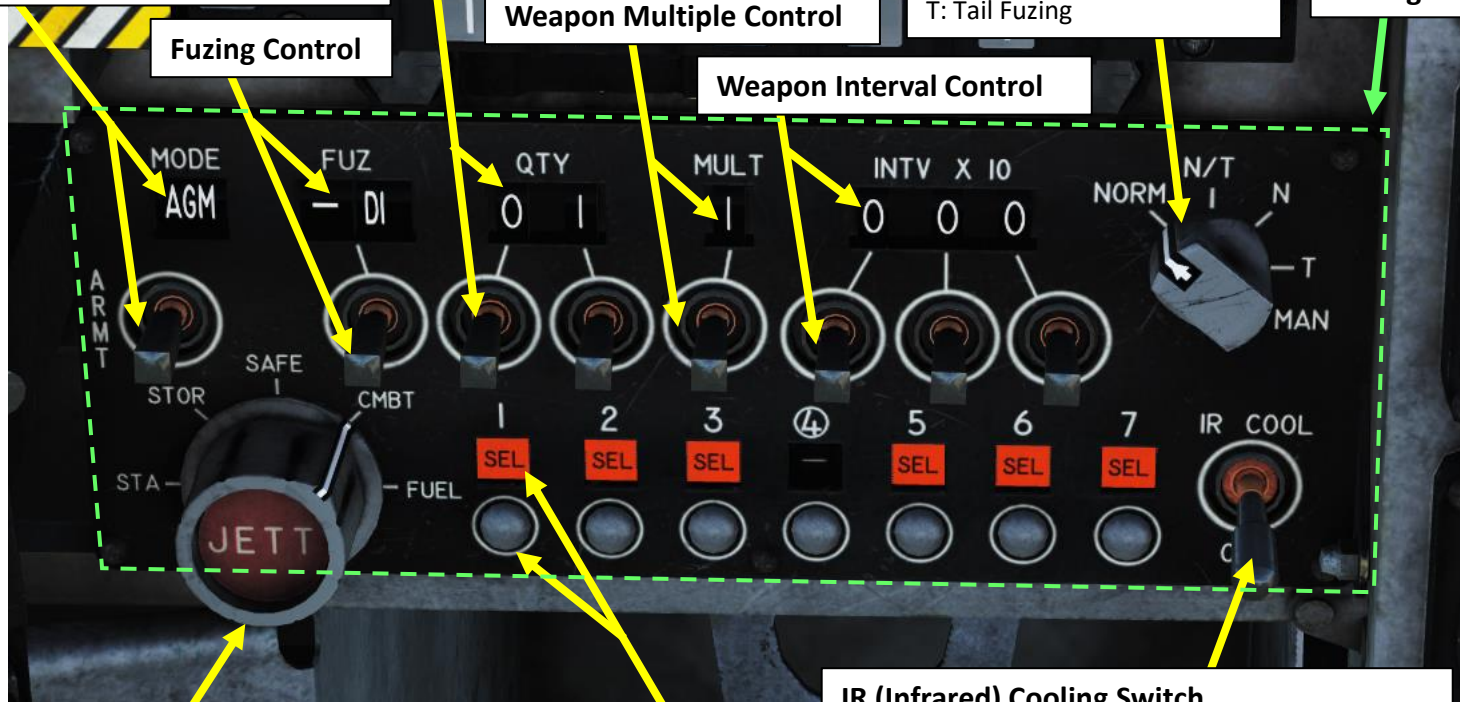 Weapon Multiple Control
T: Tail Fuzing
Fuzing Control
Weapon Interval Control
MODE FUZ QTY MULT INTV X 10
AGM — DI 0 1 1 0 0 0
NORM N/T N
T
MAN
ARMT
SAFE
STOR CMBT
STA FUEL
JETT
1 2 3 4 5 6 7
SEL SEL SEL — SEL SEL SEL
IR COOL
IR (Infrared) Cooling Switch